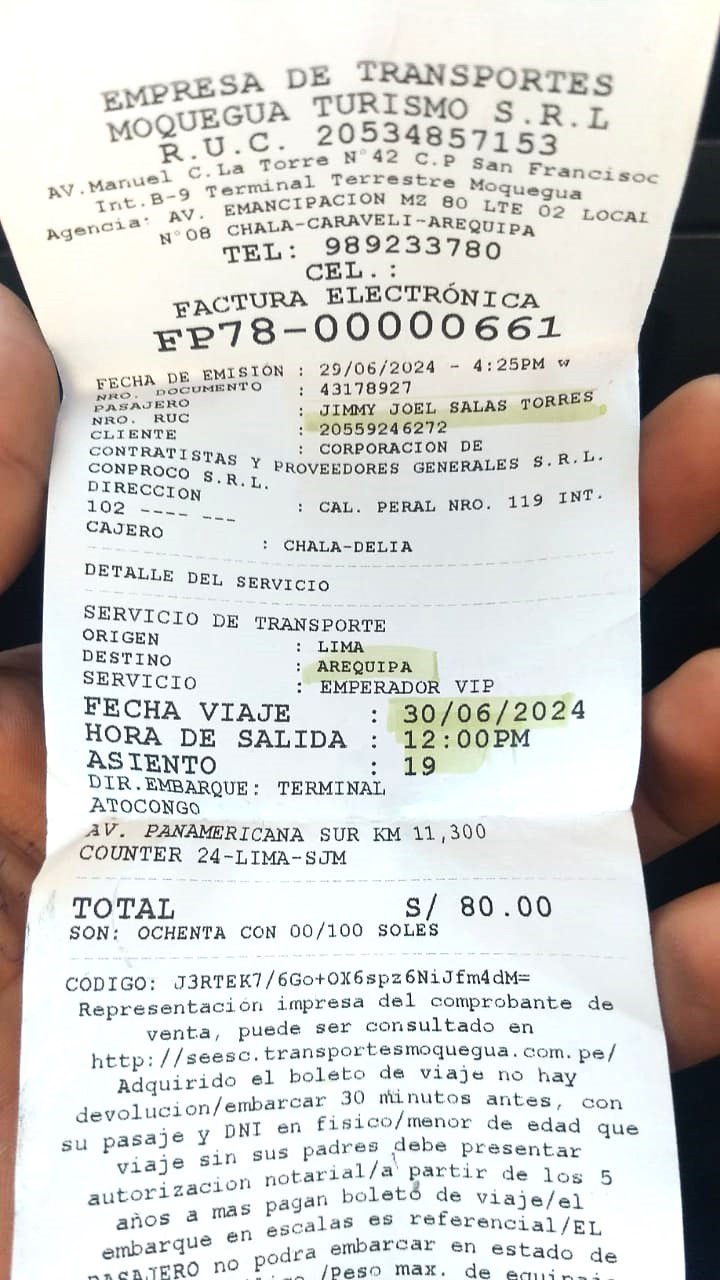 EMPRESA DE TRANSPORTES
MOQUEGUA TURISMO S.R.L
R.U.C. 20534857153
AV.Manuel C.La Torre N°42 C.P San Francisoc
Int.B-9 Terminal Terrestre Moquegua
Agencia: AV. EMANCIPACION MZ 80 LTE 02 LOCAL
N°08 CHALA-CARAVELI-AREQUIPA
TEL: 989233780
CEL.:
FACTURA ELECTRÓNICA
FP78-00000661
FECHA DE EMISIÓN : 29/06/2024 - 4:25PM w
NRO. DOCUMENTO : 43178927
PASAJERO : JIMMY JOEL SALAS TORRES
NRO. RUC : 20559246272
CLIENTE : CORPORACION DE
CONTRATISTAS Y PROVEEDORES GENERALES S.R.L.
CONPROCO S.R.L.
DIRECCION : CAL. PERAL NRO. 119 INT.
102 ---- ---
CAJERO : CHALA-DELIA
DETALLE DEL SERVICIO
SERVICIO DE TRANSPORTE
ORIGEN : LIMA
DESTINO : AREQUIPA
SERVICIO : EMPERADOR VIP
FECHA VIAJE : 30/06/2024
HORA DE SALIDA : 12:00PM
ASIENTO : 19
DIR.EMBARQUE: TERMINAL
ATOCONGO
AV. PANAMERICANA SUR KM 11,300
COUNTER 24-LIMA-SJM
TOTAL S/ 80.00
SON: OCHENTA CON 00/100 SOLES
CODIGO: J3RTEK7/6Go+OX6spz6NiJfm4dM=
Representación impresa del comprobante de
venta, puede ser consultado en
http://seesc.transportesmoquegua.com.pe/
Adquirido el boleto de viaje no hay
devolucion/embarcar 30 minutos antes, con
su pasaje y DNI en fisico/menor de edad que
viaje sin sus padres debe presentar
autorizacion notarial/a partir de los 5
años a mas pagan boleto de viaje/el
embarque en escalas es referencial/EL
PASAJERO no podra embarcar en estado de
/Peso max. de